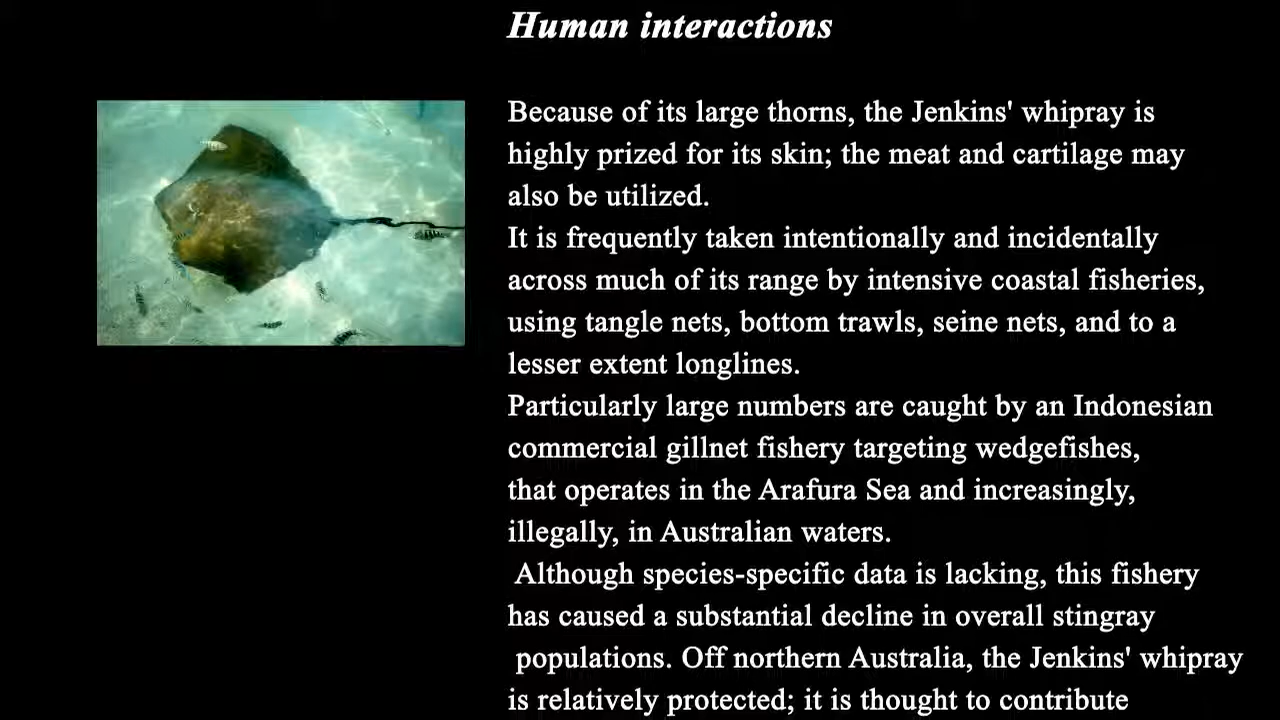 Human interactions
Because of its large thorns, the Jenkins' whipray is
highly prized for its skin; the meat and cartilage may
also be utilized.
It is frequently taken intentionally and incidentally
across much of its range by intensive coastal fisheries,
using tangle nets, bottom trawls, seine nets, and to a
lesser extent longlines.
Particularly large numbers are caught by an Indonesian
commercial gillnet fishery targeting wedgefishes,
that operates in the Arafura Sea and increasingly,
illegally, in Australian waters.
Although species-specific data is lacking, this fishery
has caused a substantial decline in overall stingray
populations. Off northern Australia, the Jenkins' whipray
is relatively protected; it is thought to contribute